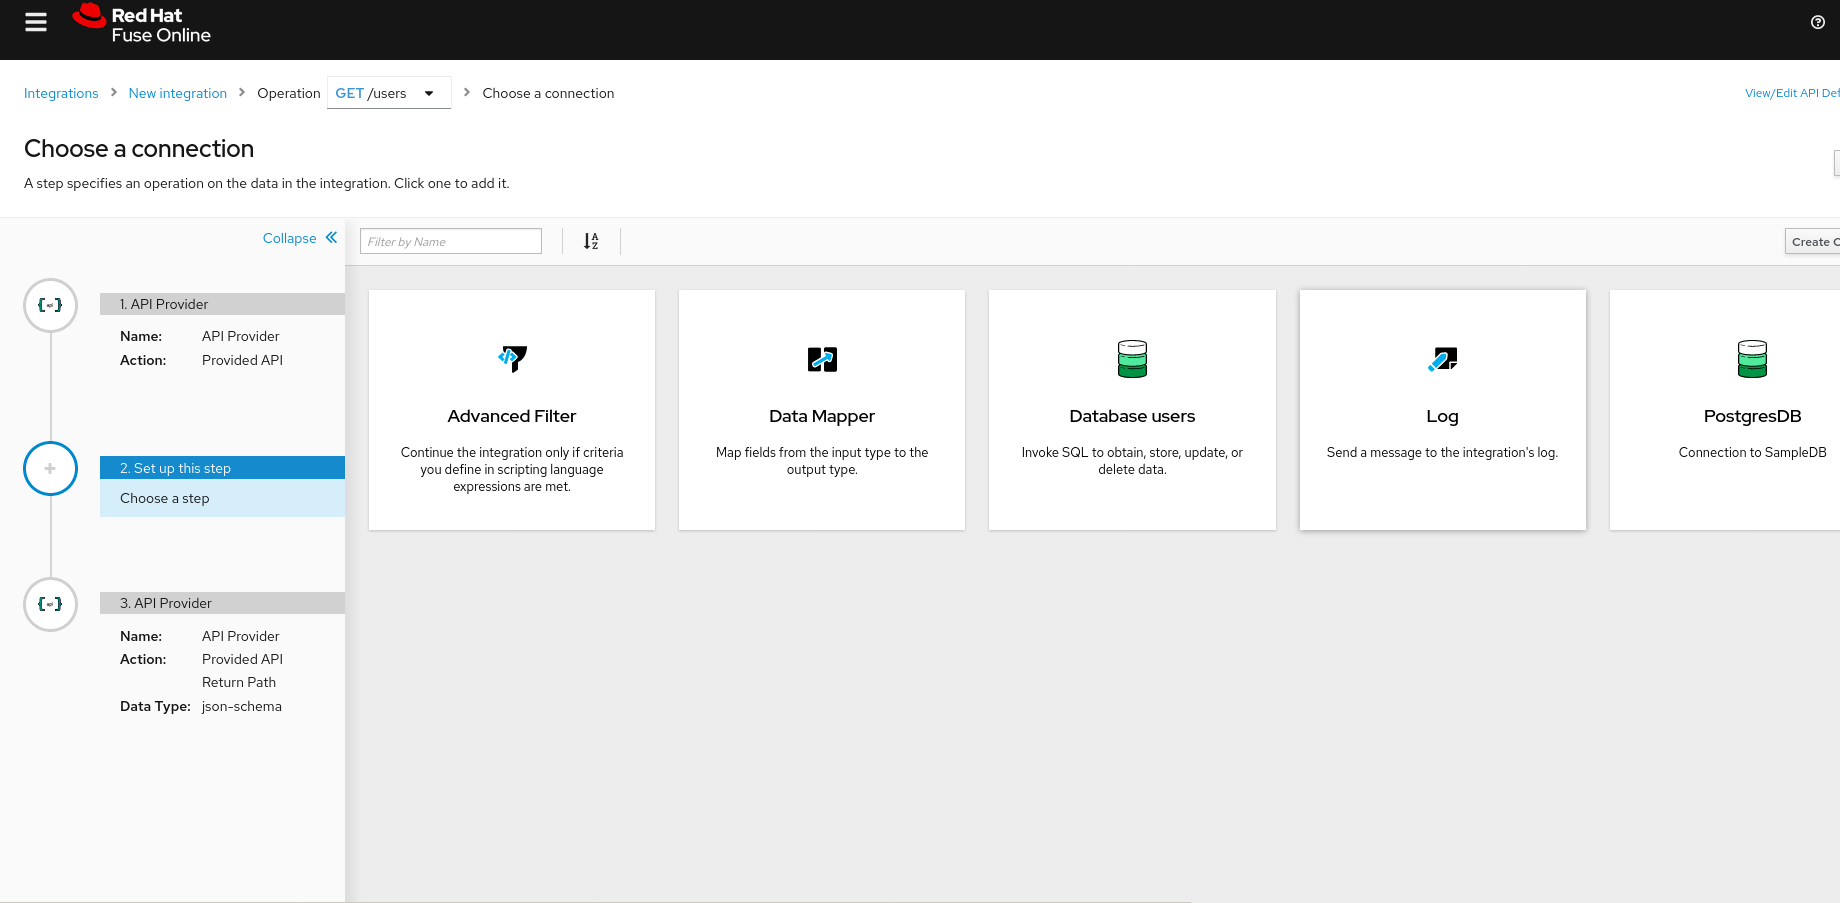 Red Hat
Fuse Online
Integrations > New integration > Operation GET /users > Choose a connection
View/Edit API Def
Choose a connection
A step specifies an operation on the data in the integration. Click one to add it.
Collapse
Filter by Name
A
Z
Create C
1. API Provider
Name: API Provider
Action: Provided API
2. Set up this step
Choose a step
3. API Provider
Name: API Provider
Action: Provided API
Return Path
Data Type: json-schema
Advanced Filter
Continue the integration only if criteria
you define in scripting language
expressions are met.
Data Mapper
Map fields from the input type to the
output type.
Database users
Invoke SQL to obtain, store, update, or
delete data.
Log
Send a message to the integration's log.
PostgresDB
Connection to SampleDB